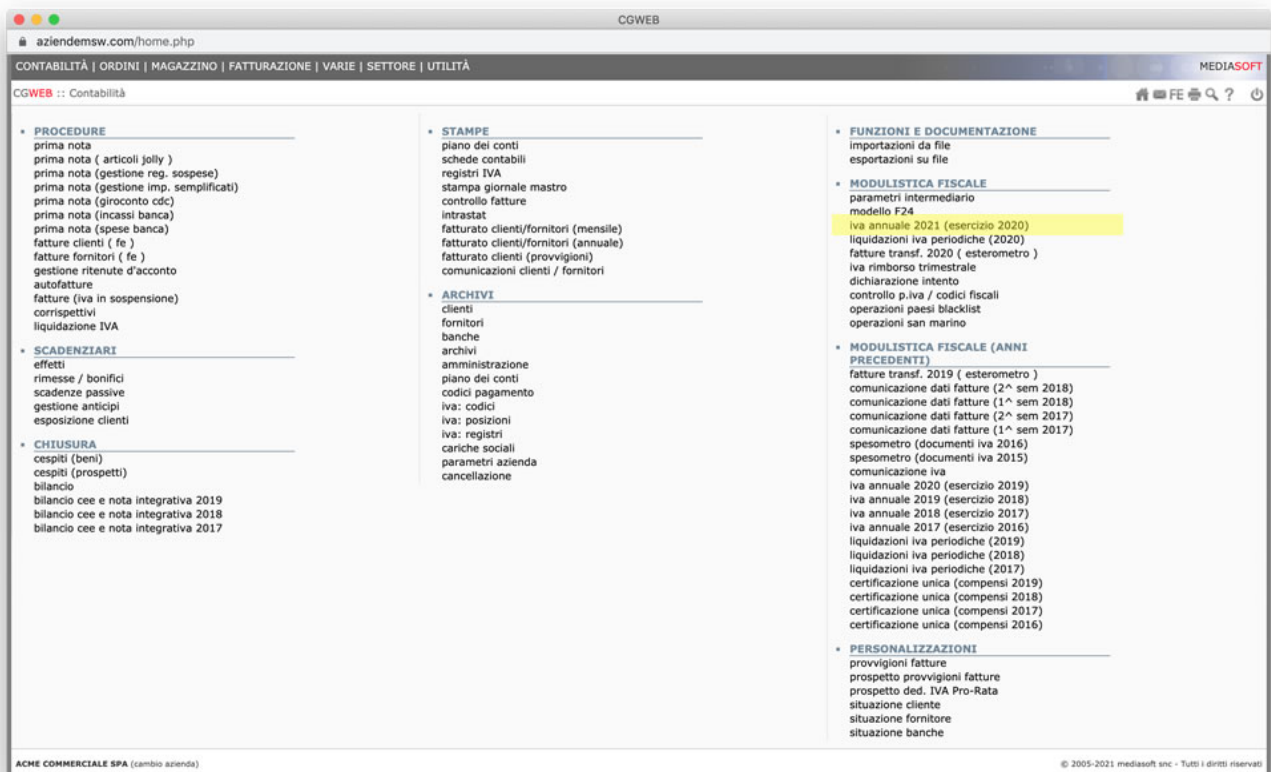 CGWEB
aziendemsw.com/home.php
CONTABILITÀ | ORDINI | MAGAZZINO | FATTURAZIONE | VARIE | SETTORE | UTILITÀ
MEDIASOFT
CGWEB :: Contabilità
FE ?
PROCEDURE
prima nota
prima nota ( articoli jolly )
prima nota (gestione reg. sospese)
prima nota (gestione imp. semplificati)
prima nota (giroconto cdc)
prima nota (incassi banca)
prima nota (spese banca)
fatture clienti ( fe )
fatture fornitori ( fe )
gestione ritenute d'acconto
autofatture
fatture (iva in sospensione)
corrispettivi
liquidazione IVA
SCADENZIARI
effetti
rimesse / bonifici
scadenze passive
gestione anticipi
esposizione clienti
CHIUSURA
cespiti (beni)
cespiti (prospetti)
bilancio
bilancio cee e nota integrativa 2019
bilancio cee e nota integrativa 2018
bilancio cee e nota integrativa 2017
STAMPE
piano dei conti
schede contabili
registri IVA
stampa giornale mastro
controllo fatture
intrastat
fatturato clienti/fornitori (mensile)
fatturato clienti/fornitori (annuale)
fatturato clienti (provvigioni)
comunicazioni clienti / fornitori
ARCHIVI
clienti
fornitori
banche
archivi
amministrazione
piano dei conti
codici pagamento
iva: codici
iva: posizioni
iva: registri
cariche sociali
parametri azienda
cancellazione
FUNZIONI E DOCUMENTAZIONE
importazioni da file
esportazioni su file
MODULISTICA FISCALE
parametri intermediario
modello F24
iva annuale 2021 (esercizio 2020)
liquidazioni iva periodiche (2020)
fatture transf. 2020 ( esterometro )
iva rimborso trimestrale
dichiarazione intento
controllo p.iva / codici fiscali
operazioni paesi blacklist
operazioni san marino
MODULISTICA FISCALE (ANNI
PRECEDENTI)
fatture transf. 2019 ( esterometro )
comunicazione dati fatture (2^ sem 2018)
comunicazione dati fatture (1^ sem 2018)
comunicazione dati fatture (2^ sem 2017)
comunicazione dati fatture (1^ sem 2017)
spesometro (documenti iva 2016)
spesometro (documenti iva 2015)
comunicazione iva
iva annuale 2020 (esercizio 2019)
iva annuale 2019 (esercizio 2018)
iva annuale 2018 (esercizio 2017)
iva annuale 2017 (esercizio 2016)
liquidazioni iva periodiche (2019)
liquidazioni iva periodiche (2018)
liquidazioni iva periodiche (2017)
certificazione unica (compensi 2019)
certificazione unica (compensi 2018)
certificazione unica (compensi 2017)
certificazione unica (compensi 2016)
PERSONALIZZAZIONI
provvigioni fatture
prospetto provvigioni fatture
prospetto ded. IVA Pro-Rata
situazione cliente
situazione fornitore
situazione banche
ACME COMMERCIALE SPA (cambio azienda)
© 2005-2021 mediasoft snc - Tutti i diritti riservati